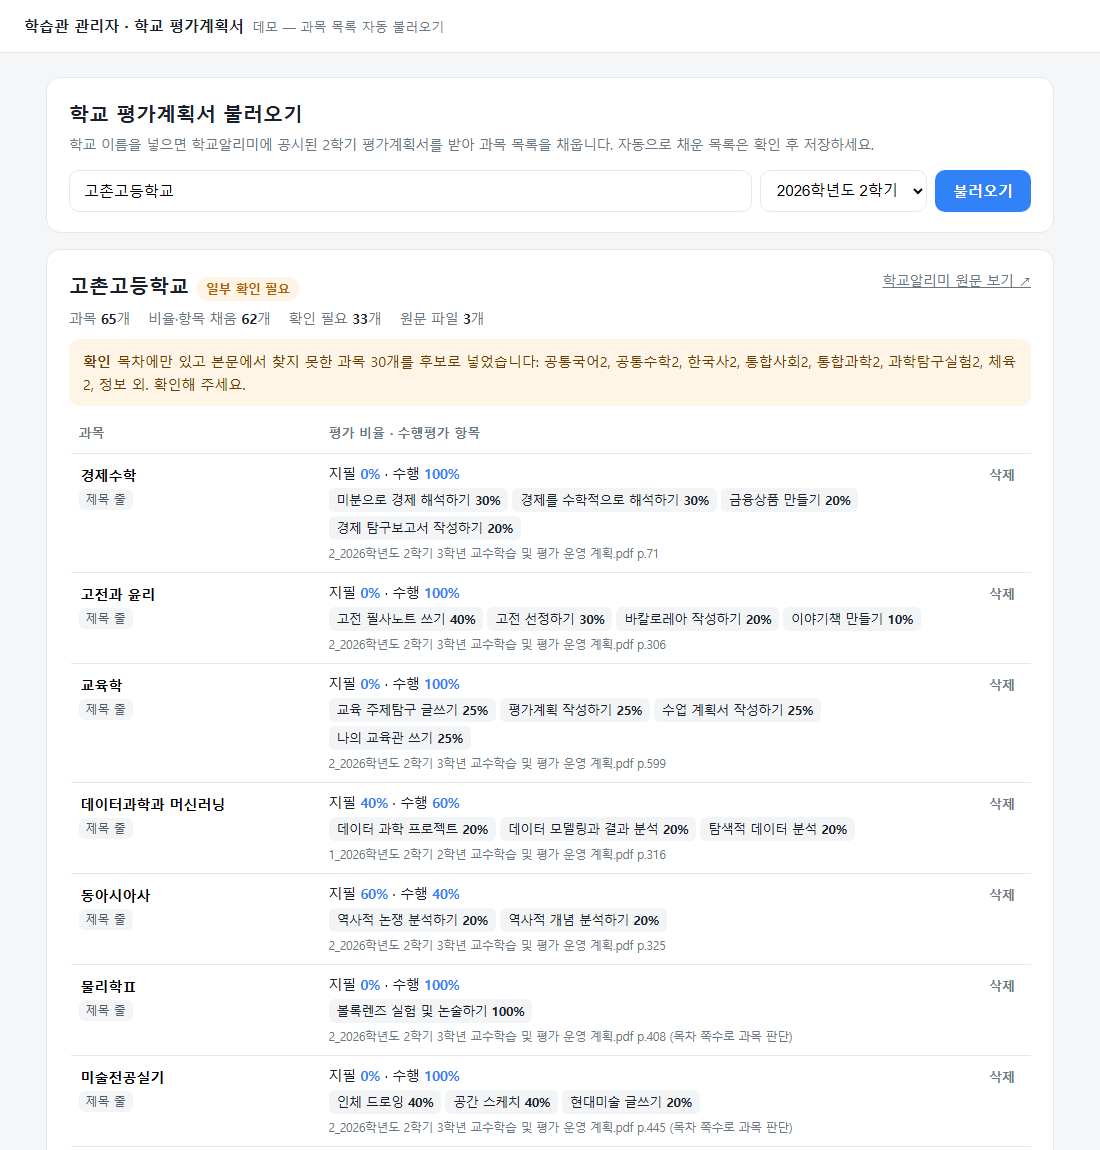 학습관 관리자 · 학교 평가계획서 데모 — 과목 목록 자동 불러오기
학교 평가계획서 불러오기
학교 이름을 넣으면 학교알리미에 공시된 2학기 평가계획서를 받아 과목 목록을 채웁니다. 자동으로 채운 목록은 확인 후 저장하세요.
고촌고등학교 2026학년도 2학기 불러오기
고촌고등학교 일부 확인 필요 학교알리미 원문 보기 ↗
과목 65개 비율·항목 채움 62개 확인 필요 33개 원문 파일 3개
확인 목차에만 있고 본문에서 찾지 못한 과목 30개를 후보로 넣었습니다: 공통국어2, 공통수학2, 한국사2, 통합사회2, 통합과학2, 과학탐구실험2, 체육
2, 정보 외. 확인해 주세요.
과목 평가 비율 · 수행평가 항목
경제수학 지필 0% · 수행 100% 삭제
제목 줄 미분으로 경제 해석하기 30% 경제를 수학적으로 해석하기 30% 금융상품 만들기 20%
경제 탐구보고서 작성하기 20%
2_2026학년도 2학기 3학년 교수학습 및 평가 운영 계획.pdf p.71
고전과 윤리 지필 0% · 수행 100% 삭제
제목 줄 고전 필사노트 쓰기 40% 고전 선정하기 30% 바칼로레아 작성하기 20% 이야기책 만들기 10%
2_2026학년도 2학기 3학년 교수학습 및 평가 운영 계획.pdf p.306
교육학 지필 0% · 수행 100% 삭제
제목 줄 교육 주제탐구 글쓰기 25% 평가계획 작성하기 25% 수업 계획서 작성하기 25%
나의 교육관 쓰기 25%
2_2026학년도 2학기 3학년 교수학습 및 평가 운영 계획.pdf p.599
데이터과학과 머신러닝 지필 40% · 수행 60% 삭제
제목 줄 데이터 과학 프로젝트 20% 데이터 모델링과 결과 분석 20% 탐색적 데이터 분석 20%
1_2026학년도 2학기 2학년 교수학습 및 평가 운영 계획.pdf p.316
동아시아사 지필 60% · 수행 40% 삭제
제목 줄 역사적 논쟁 분석하기 20% 역사적 개념 분석하기 20%
2_2026학년도 2학기 3학년 교수학습 및 평가 운영 계획.pdf p.325
물리학Ⅱ 지필 0% · 수행 100% 삭제
제목 줄 볼록렌즈 실험 및 논술하기 100%
2_2026학년도 2학기 3학년 교수학습 및 평가 운영 계획.pdf p.408 (목차 쪽수로 과목 판단)
미술전공실기 지필 0% · 수행 100% 삭제
제목 줄 인체 드로잉 40% 공간 스케치 40% 현대미술 글쓰기 20%
2_2026학년도 2학기 3학년 교수학습 및 평가 운영 계획.pdf p.445 (목차 쪽수로 과목 판단)